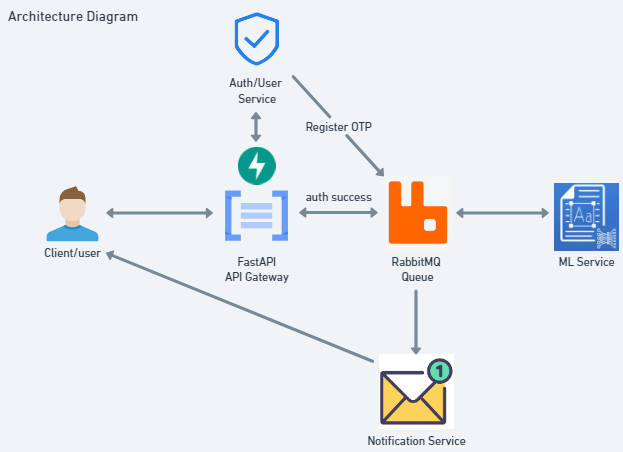 Architecture Diagram
Auth/User
Service
Register OTP
auth success
Client/user
FastAPI
API Gateway
RabbitMQ
Queue
Aa
ML Service
1
Notification Service